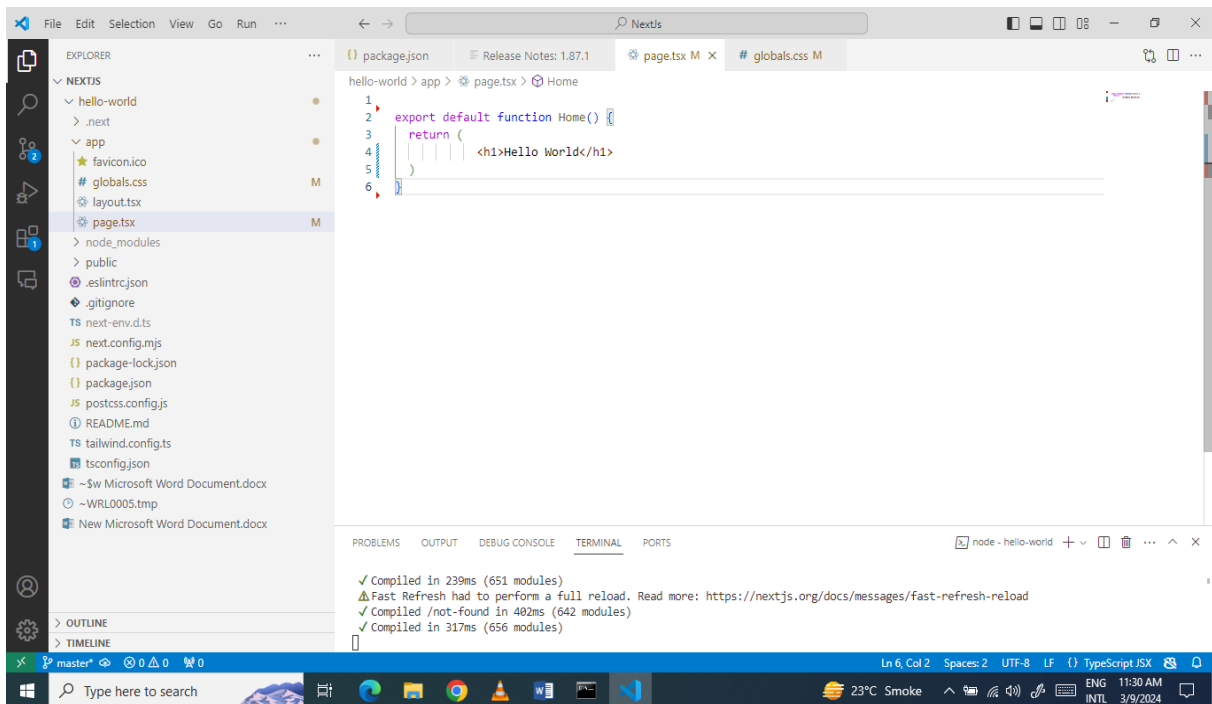 File Edit Selection View Go Run ··· NextJs
EXPLORER
NEXTJS
hello-world
.next
app
favicon.ico
globals.css M
layout.tsx
page.tsx M
node_modules
public
.eslintrc.json
.gitignore
TS next-env.d.ts
JS next.config.mjs
{} package-lock.json
{} package.json
JS postcss.config.js
README.md
TS tailwind.config.ts
tsconfig.json
~$w Microsoft Word Document.docx
~WRL0005.tmp
New Microsoft Word Document.docx
OUTLINE
TIMELINE
{} package.json Release Notes: 1.87.1 page.tsx M # globals.css M
hello-world > app > page.tsx > Home
1
2 export default function Home() {
3 return (
4 <h1>Hello World</h1>
5 )
6 }
PROBLEMS OUTPUT DEBUG CONSOLE TERMINAL PORTS node - hello-world
✓ Compiled in 239ms (651 modules)
⚠ Fast Refresh had to perform a full reload. Read more: https://nextjs.org/docs/messages/fast-refresh-reload
✓ Compiled /not-found in 402ms (642 modules)
✓ Compiled in 317ms (656 modules)
master* 0 0 0 Ln 6, Col 2 Spaces: 2 UTF-8 LF {} TypeScript JSX
Type here to search 23°C Smoke ENG INTL 11:30 AM 3/9/2024